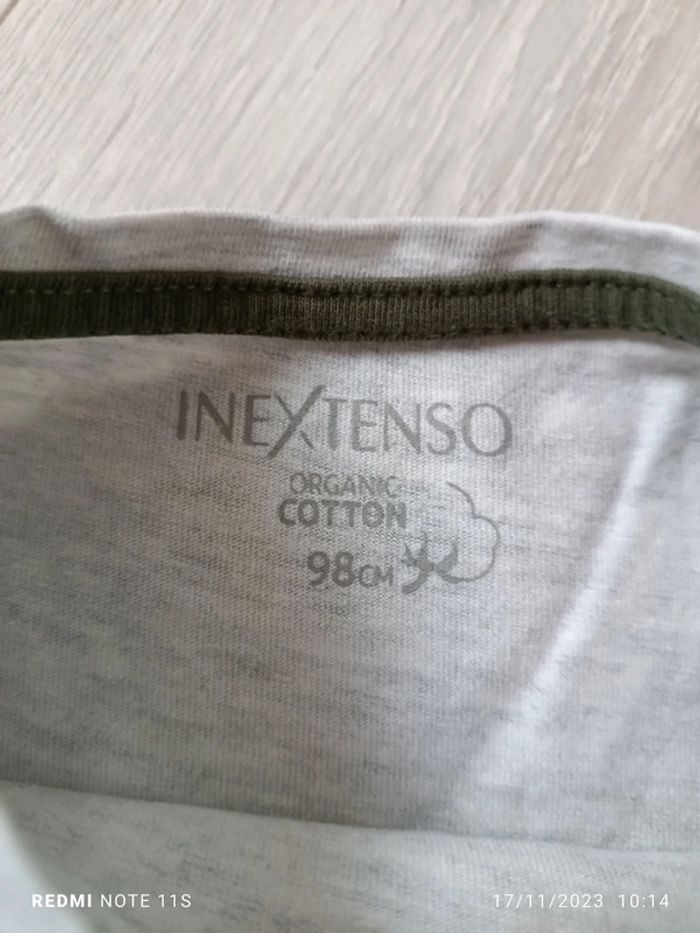 INEXTENSO
ORGANIC
COTTON
98CM
REDMI NOTE 11S
17/11/2023 10:14